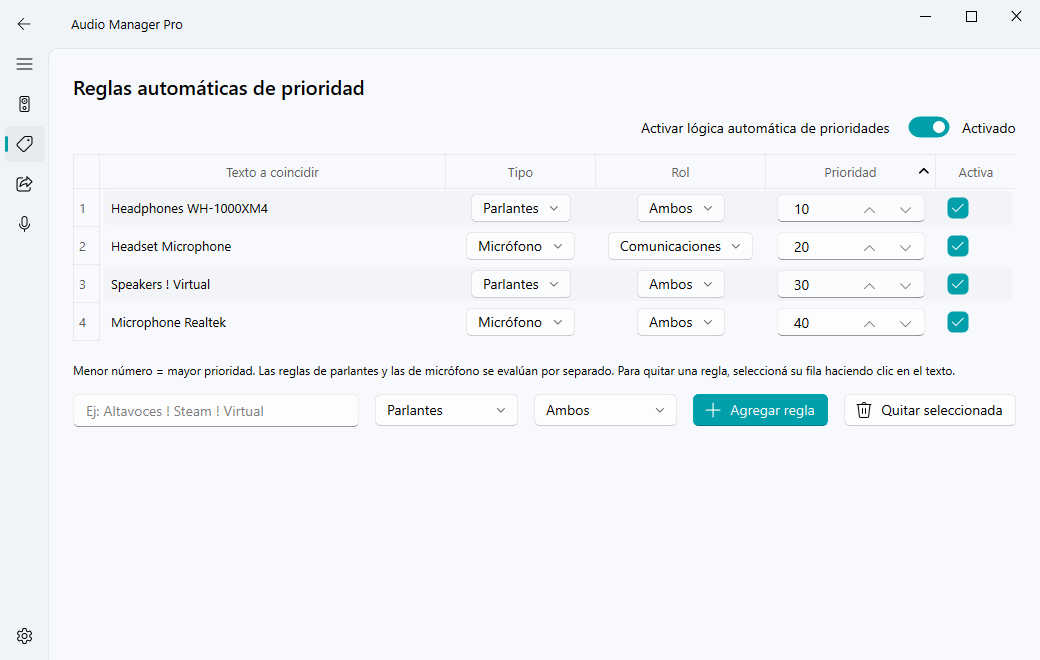 Audio Manager Pro
Reglas automáticas de prioridad
Activar lógica automática de prioridades Activado
Texto a coincidir Tipo Rol Prioridad Activa
1 Headphones WH-1000XM4 Parlantes Ambos 10
2 Headset Microphone Micrófono Comunicaciones 20
3 Speakers ! Virtual Parlantes Ambos 30
4 Microphone Realtek Micrófono Ambos 40
Menor número = mayor prioridad. Las reglas de parlantes y las de micrófono se evalúan por separado. Para quitar una regla, seleccioná su fila haciendo clic en el texto.
Ej: Altavoces ! Steam ! Virtual Parlantes Ambos Agregar regla Quitar seleccionada